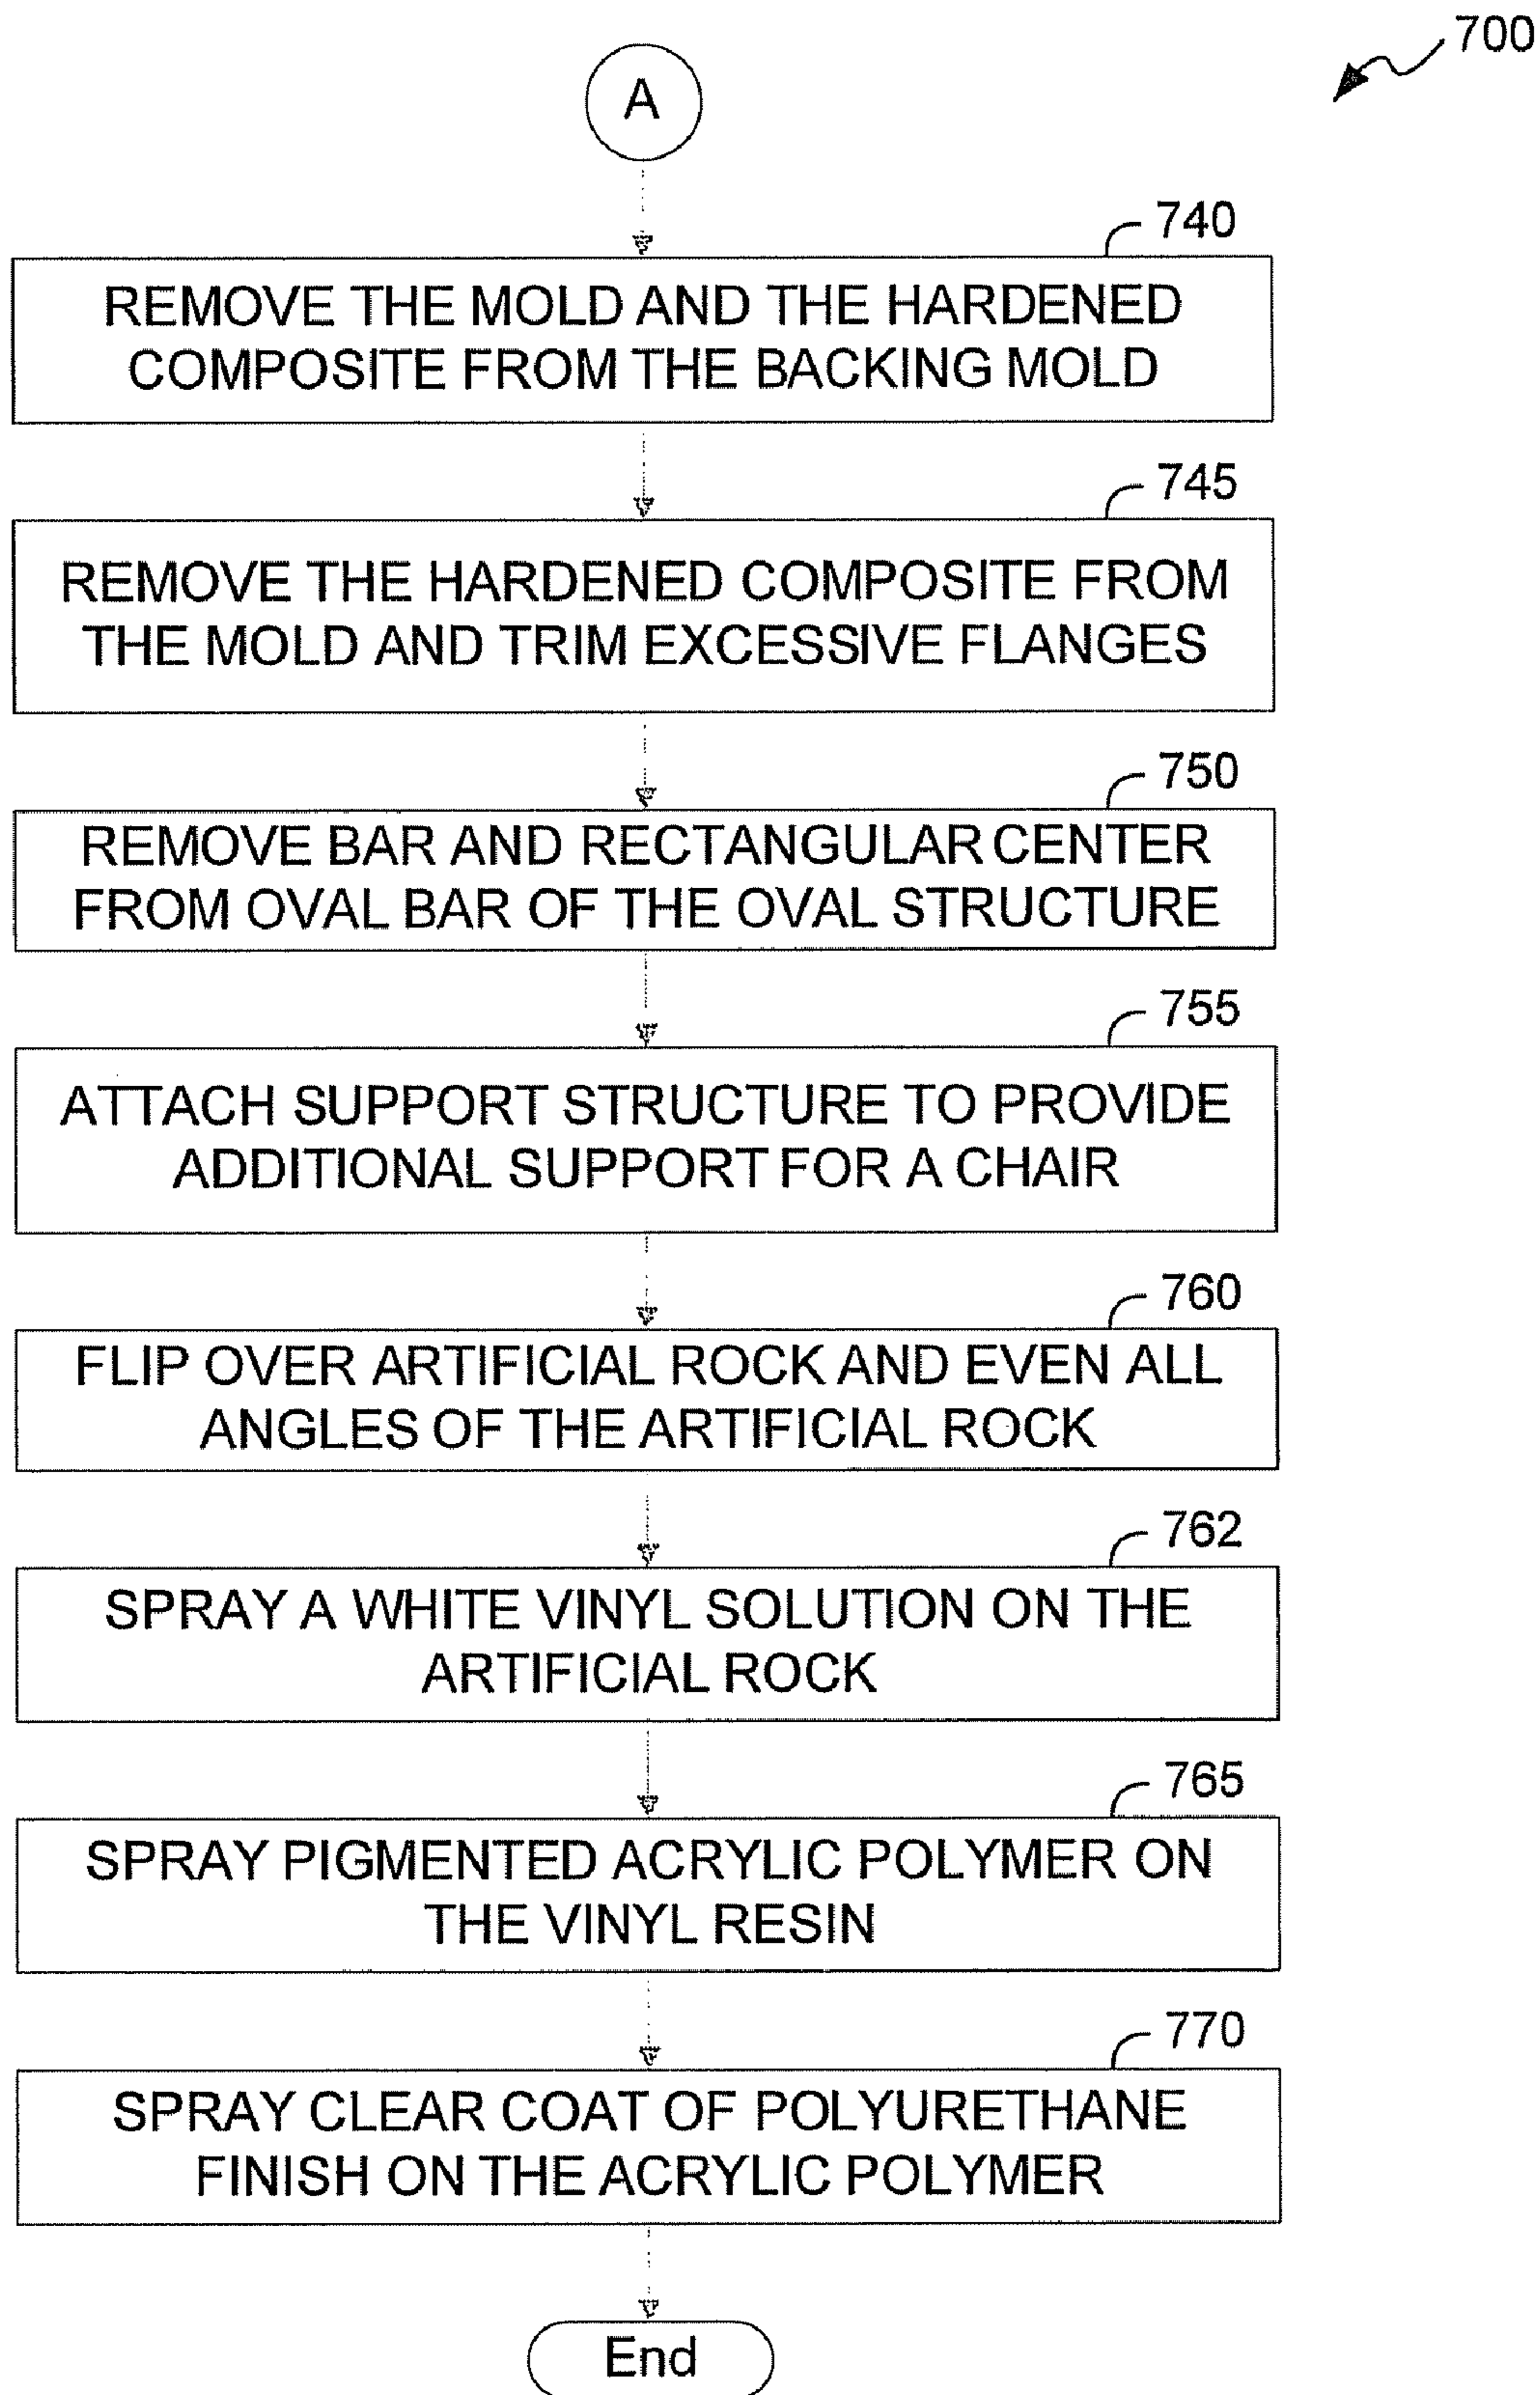 700
A
740
REMOVE THE MOLD AND THE HARDENED
COMPOSITE FROM THE BACKING MOLD
745
REMOVE THE HARDENED COMPOSITE FROM
THE MOLD AND TRIM EXCESSIVE FLANGES
750
REMOVE BAR AND RECTANGULAR CENTER
FROM OVAL BAR OF THE OVAL STRUCTURE
755
ATTACH SUPPORT STRUCTURE TO PROVIDE
ADDITIONAL SUPPORT FOR A CHAIR
760
FLIP OVER ARTIFICIAL ROCK AND EVEN ALL
ANGLES OF THE ARTIFICIAL ROCK
762
SPRAY A WHITE VINYL SOLUTION ON THE
ARTIFICIAL ROCK
765
SPRAY PIGMENTED ACRYLIC POLYMER ON
THE VINYL RESIN
770
SPRAY CLEAR COAT OF POLYURETHANE
FINISH ON THE ACRYLIC POLYMER
End